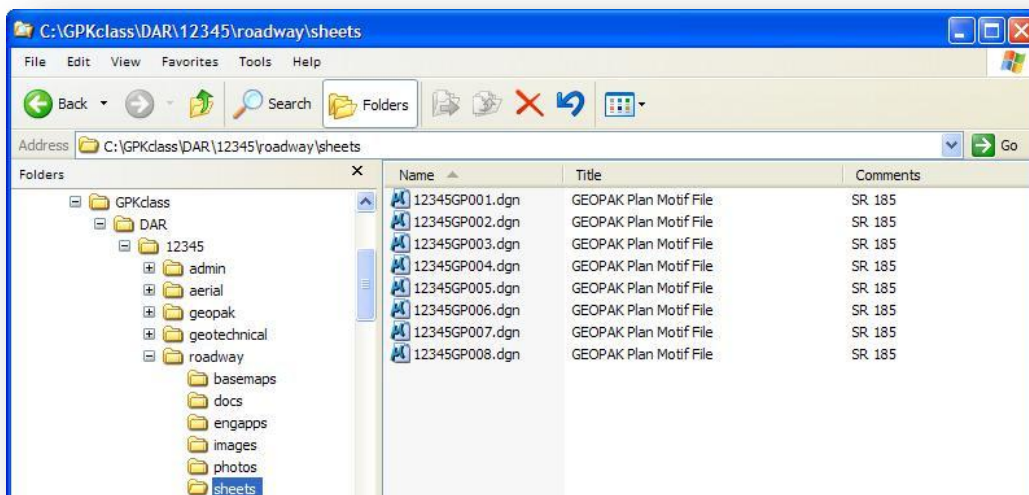 C:\GPKclass\DAR\12345\roadway\sheets
File Edit View Favorites Tools Help
Back Search Folders
Address C:\GPKclass\DAR\12345\roadway\sheets Go
Folders
GPKclass
DAR
12345
admin
aerial
geopak
geotechnical
roadway
basemaps
docs
engapps
images
photos
sheets
Name Title Comments
12345GP001.dgn GEOPAK Plan Motif File SR 185
12345GP002.dgn GEOPAK Plan Motif File SR 185
12345GP003.dgn GEOPAK Plan Motif File SR 185
12345GP004.dgn GEOPAK Plan Motif File SR 185
12345GP005.dgn GEOPAK Plan Motif File SR 185
12345GP006.dgn GEOPAK Plan Motif File SR 185
12345GP007.dgn GEOPAK Plan Motif File SR 185
12345GP008.dgn GEOPAK Plan Motif File SR 185